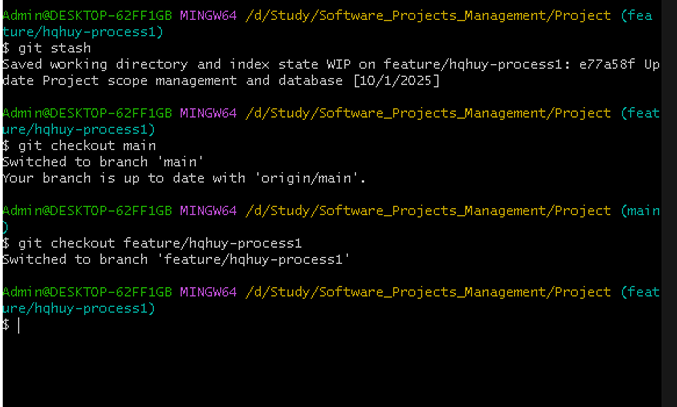 Admin@DESKTOP-62FF1GB MINGW64 /d/Study/Software_Projects_Management/Project (fea
ture/hqhuy-process1)
$ git stash
Saved working directory and index state WIP on feature/hqhuy-process1: e77a58f Up
date Project scope management and database [10/1/2025]
Admin@DESKTOP-62FF1GB MINGW64 /d/Study/Software_Projects_Management/Project (feat
ure/hqhuy-process1)
$ git checkout main
Switched to branch 'main'
Your branch is up to date with 'origin/main'.
Admin@DESKTOP-62FF1GB MINGW64 /d/Study/Software_Projects_Management/Project (main
)
$ git checkout feature/hqhuy-process1
Switched to branch 'feature/hqhuy-process1'
Admin@DESKTOP-62FF1GB MINGW64 /d/Study/Software_Projects_Management/Project (feat
ure/hqhuy-process1)
$